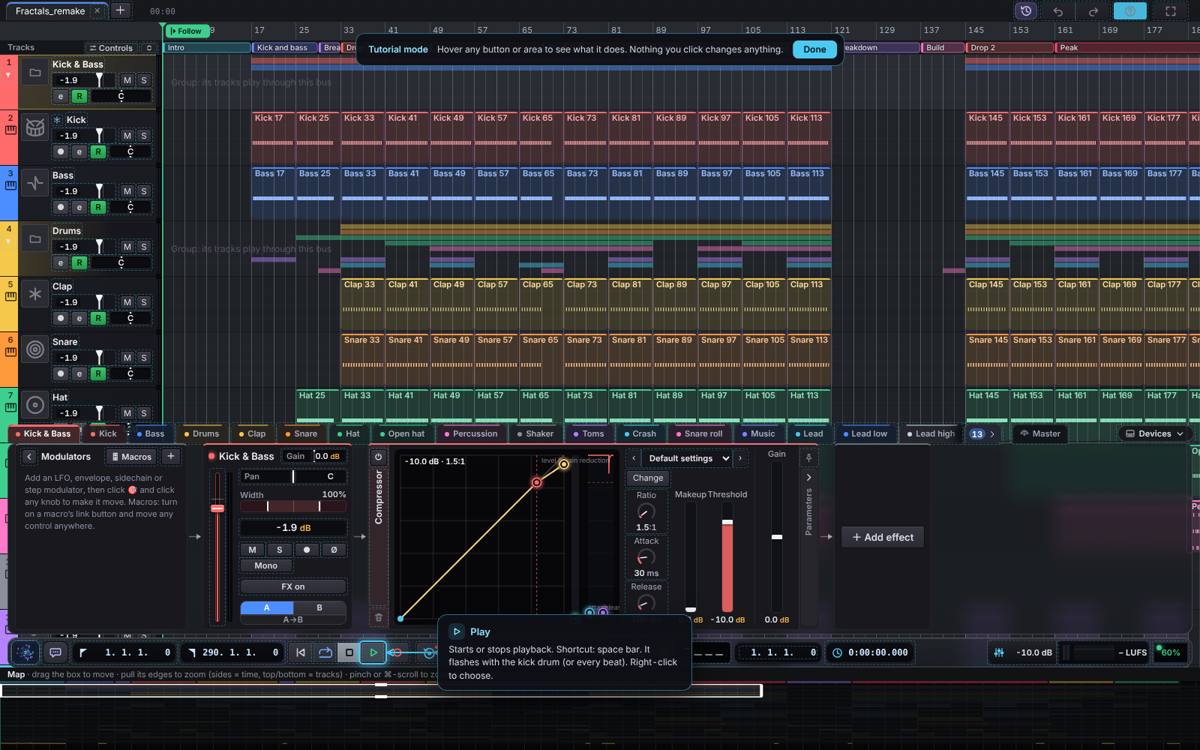 Fractals_remake × +
00:00
Follow 9 17 25 33 41 49 57 65 73 81 89 97 105 113 121 129 137 145 153 161 169 177
Tracks Controls
Intro Kick and bass Build Drop 2 Peak
Tutorial mode Hover any button or area to see what it does. Nothing you click changes anything. Done
1 Kick & Bass
-1.9 M S
e R C
Group: its tracks play through this bus
2 Kick
-1.9 M S
e R C
Kick 17 Kick 25 Kick 33 Kick 41 Kick 49 Kick 57 Kick 65 Kick 73 Kick 81 Kick 89 Kick 97 Kick 105 Kick 113 Kick 145 Kick 153 Kick 161 Kick 169 Kick 177
3 Bass
-1.9 M S
e R C
Bass 17 Bass 25 Bass 33 Bass 41 Bass 49 Bass 57 Bass 65 Bass 73 Bass 81 Bass 89 Bass 97 Bass 105 Bass 113 Bass 145 Bass 153 Bass 161 Bass 169 Bass 177
4 Drums
-1.9 M S
e R C
Group: its tracks play through this bus
5 Clap
-1.9 M S
e R C
Clap 33 Clap 41 Clap 49 Clap 57 Clap 65 Clap 73 Clap 81 Clap 89 Clap 97 Clap 105 Clap 113 Clap 145 Clap 153 Clap 161 Clap 169 Clap 177
6 Snare
-1.9 M S
e R C
Snare 33 Snare 41 Snare 49 Snare 57 Snare 65 Snare 73 Snare 81 Snare 89 Snare 97 Snare 105 Snare 113 Snare 145 Snare 153 Snare 161 Snare 169 Snare 177
7 Hat
-1.9 M S
Hat 25 Hat 33 Hat 41 Hat 49 Hat 57 Hat 65 Hat 73 Hat 81 Hat 89 Hat 97 Hat 105 Hat 113 Hat 145 Hat 153 Hat 161 Hat 169 Hat 177
Kick & Bass Kick Bass Drums Clap Snare Hat Open hat Percussion Shaker Toms Crash Snare roll Music Lead Lead low Lead high 13 Master Devices
Modulators Macros +
Add an LFO, envelope, sidechain or
step modulator, then click and click
any knob to make it move. Macros: turn
on a macro's link button and move any
control anywhere.
Kick & Bass Gain 0.0 dB
Pan C
Width 100%
-1.9 dB
M S Ø
Mono
FX on
A B
A→B
Compressor
-10.0 dB · 1.5:1
Default settings
Change
Ratio
1.5:1
Attack
30 ms
Release
Makeup Threshold
-10.0 dB
Gain
0.0 dB
Parameters
+ Add effect
Play
Starts or stops playback. Shortcut: space bar. It
flashes with the kick drum (or every beat). Right-click
to choose.
1. 1. 1. 0 290. 1. 1. 0 1. 1. 1. 0 0:00:00.000 -10.0 dB – LUFS 60%
Map · drag the box to move · pull its edges to zoom (sides = time, top/bottom = tracks) · pinch or ⌘-scroll to